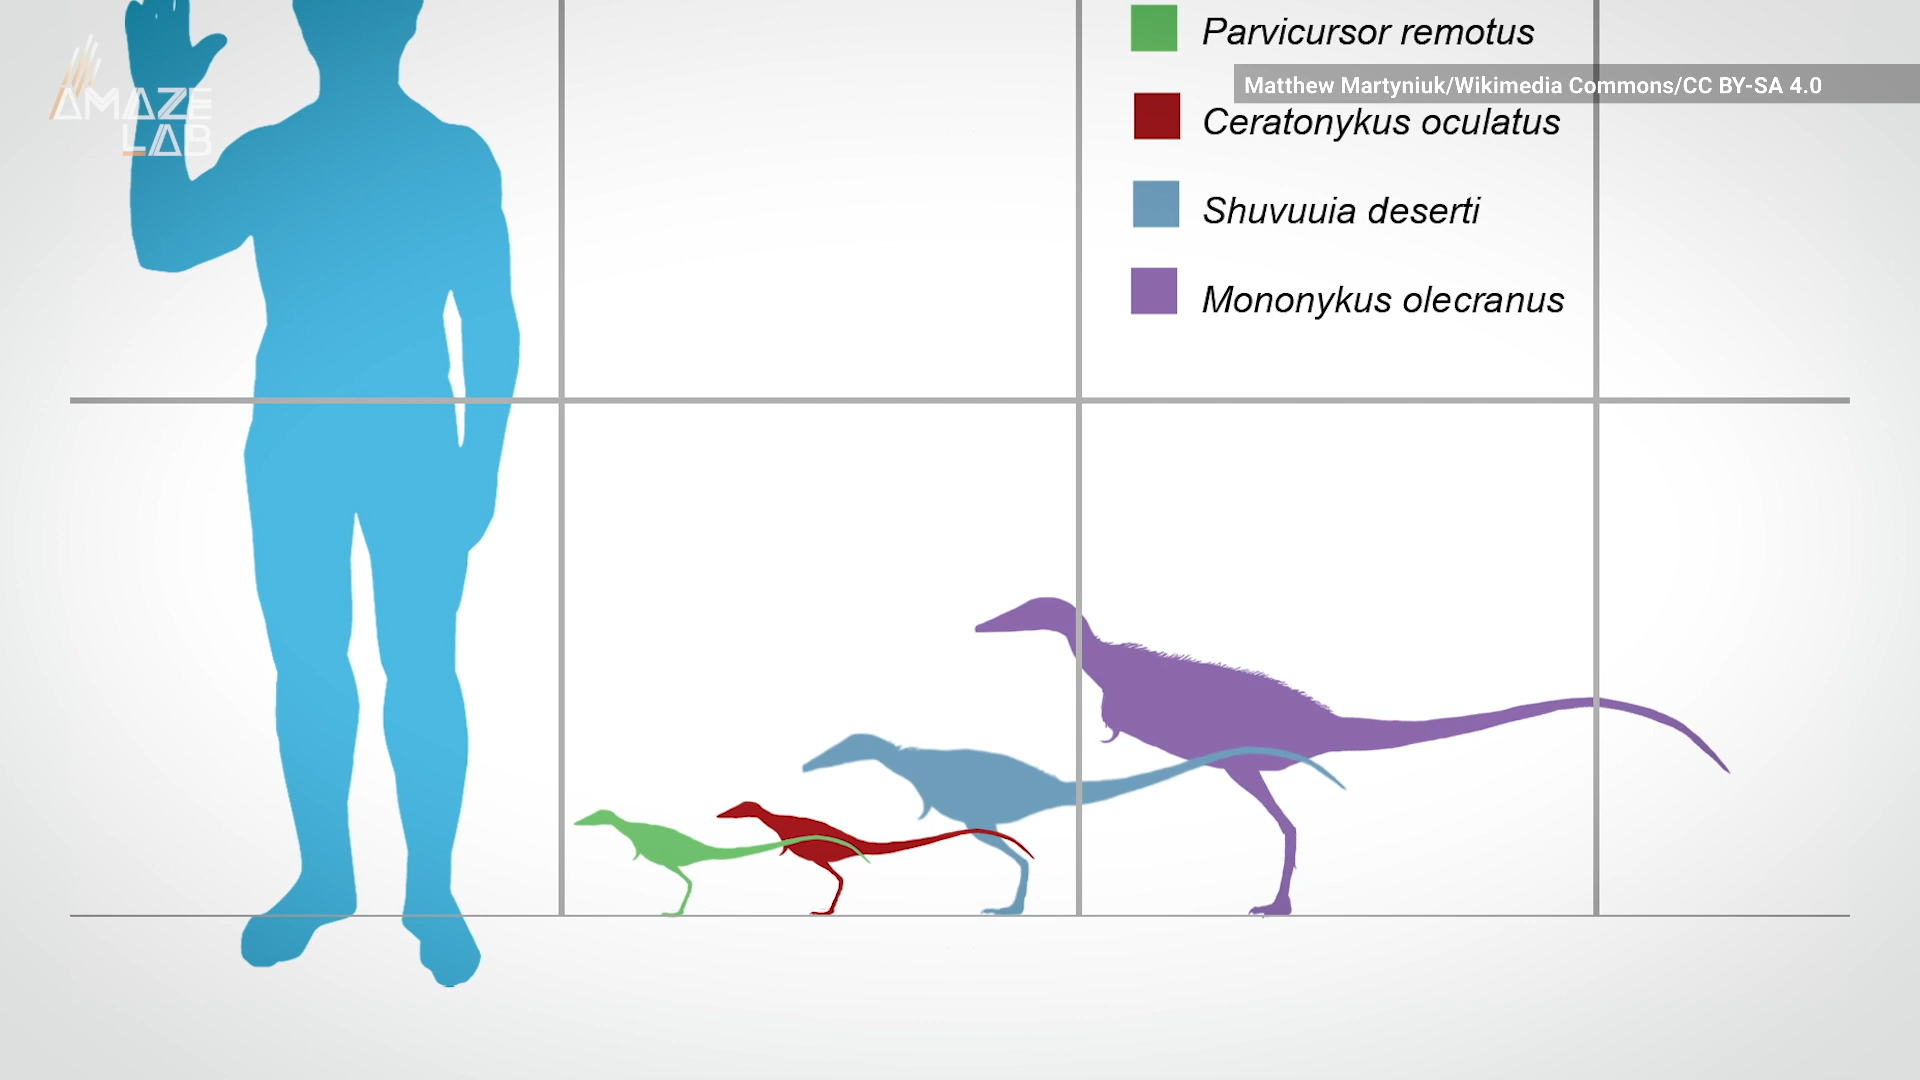 AMAZE
LAB
Parvicursor remotus
Matthew Martyniuk/Wikimedia Commons/CC BY-SA 4.0
Ceratonykus oculatus
Shuvuuia deserti
Mononykus olecranus